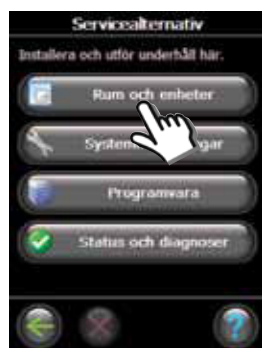 Servicealternativ
Installera och utför underhåll här.
Rum och enheter
Programvara
Status och diagnoser
?